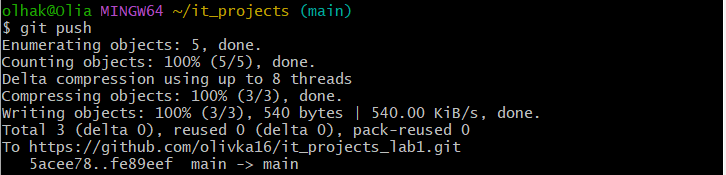 olhak@Olia MINGW64 ~/it_projects (main)
$ git push
Enumerating objects: 5, done.
Counting objects: 100% (5/5), done.
Delta compression using up to 8 threads
Compressing objects: 100% (3/3), done.
Writing objects: 100% (3/3), 540 bytes | 540.00 KiB/s, done.
Total 3 (delta 0), reused 0 (delta 0), pack-reused 0
To https://github.com/olivka16/it_projects_lab1.git
   5acee78..fe89eef  main -> main